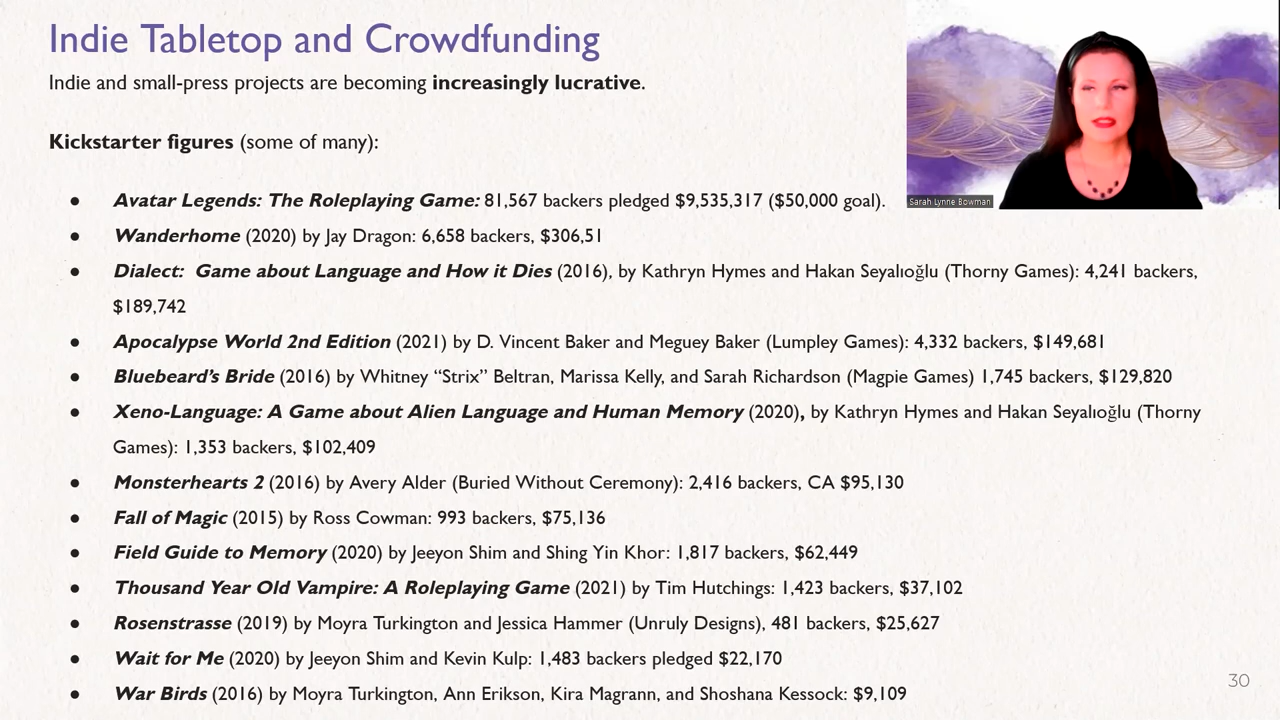 Indie Tabletop and Crowdfunding
Indie and small-press projects are becoming increasingly lucrative.
Kickstarter figures (some of many):
● Avatar Legends: The Roleplaying Game: 81,567 backers pledged $9,535,317 ($50,000 goal).
Sarah Lynne Bowman
● Wanderhome (2020) by Jay Dragon: 6,658 backers, $306,51
● Dialect:  Game about Language and How it Dies (2016), by Kathryn Hymes and Hakan Seyalıoğlu (Thorny Games): 4,241 backers,
$189,742
● Apocalypse World 2nd Edition (2021) by D. Vincent Baker and Meguey Baker (Lumpley Games): 4,332 backers, $149,681
● Bluebeard’s Bride (2016) by Whitney “Strix” Beltran, Marissa Kelly, and Sarah Richardson (Magpie Games) 1,745 backers, $129,820
● Xeno-Language: A Game about Alien Language and Human Memory (2020), by Kathryn Hymes and Hakan Seyalıoğlu (Thorny
Games): 1,353 backers, $102,409
● Monsterhearts 2 (2016) by Avery Alder (Buried Without Ceremony): 2,416 backers, CA $95,130
● Fall of Magic (2015) by Ross Cowman: 993 backers, $75,136
● Field Guide to Memory (2020) by Jeeyon Shim and Shing Yin Khor: 1,817 backers, $62,449
● Thousand Year Old Vampire: A Roleplaying Game (2021) by Tim Hutchings: 1,423 backers, $37,102
● Rosenstrasse (2019) by Moyra Turkington and Jessica Hammer (Unruly Designs), 481 backers, $25,627
● Wait for Me (2020) by Jeeyon Shim and Kevin Kulp: 1,483 backers pledged $22,170
● War Birds (2016) by Moyra Turkington, Ann Erikson, Kira Magrann, and Shoshana Kessock: $9,109
30